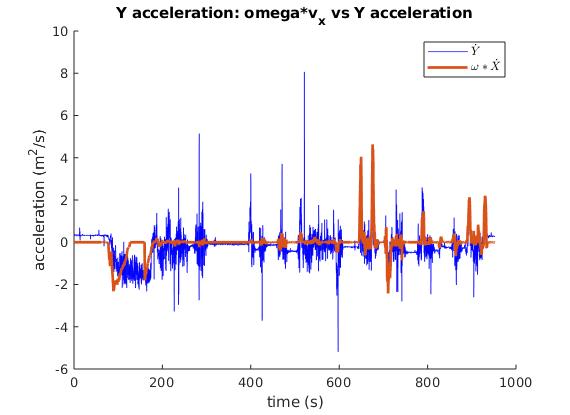 Y acceleration: omega*v_x vs Y acceleration
Ẏ
ω * Ẋ
acceleration (m²/s)
10
8
6
4
2
0
-2
-4
-6
0 200 400 600 800 1000
time (s)